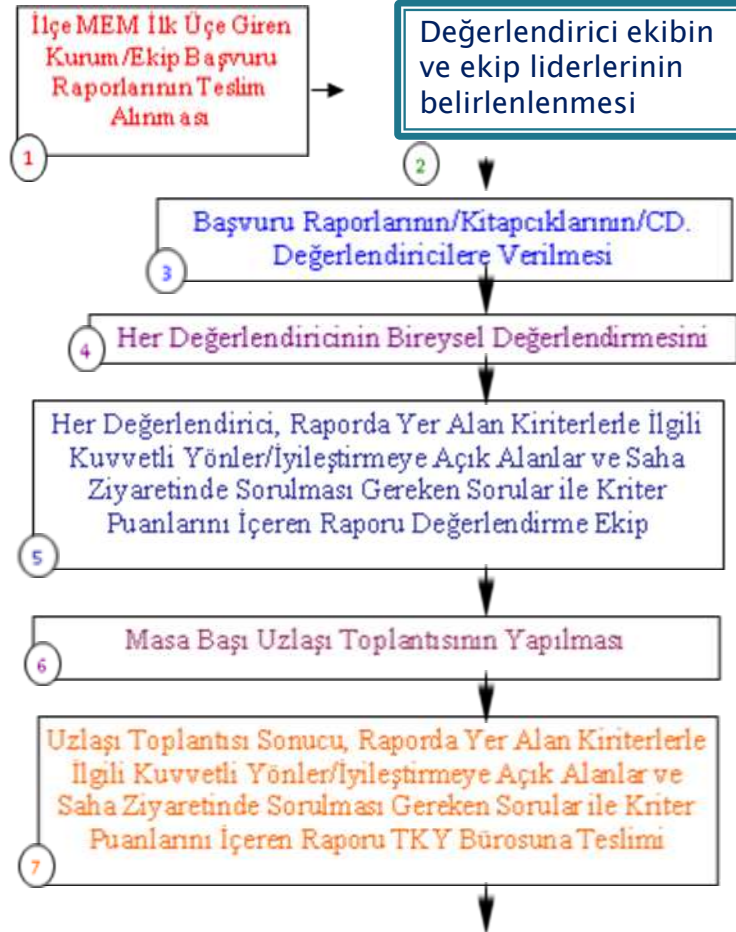 İlçe MEM İlk Üçe Giren
Kurum/Ekip Başvuru
Raporlarının Teslim
Alınması
1
Değerlendirici ekibin
ve ekip liderlerinin
belirlenlenmesi
2
Başvuru Raporlarının/Kitapcıklarının/CD.
Değerlendiricilere Verilmesi
3
Her Değerlendiricinin Bireysel Değerlendirmesini
4
Her Değerlendirici, Raporda Yer Alan Kiriterlerle İlgili
Kuvvetli Yönler/İyileştirmeye Açık Alanlar ve Saha
Ziyaretinde Sorulması Gereken Sorular ile Kriter
Puanlarını İçeren Raporu Değerlendirme Ekip
5
Masa Başı Uzlaşı Toplantısının Yapılması
6
Uzlaşı Toplantısı Sonucu, Raporda Yer Alan Kiriterlerle
İlgili Kuvvetli Yönler/İyileştirmeye Açık Alanlar ve
Saha Ziyaretinde Sorulması Gereken Sorular ile Kriter
Puanlarını İçeren Raporu TKY Bürosuna Teslimi
7